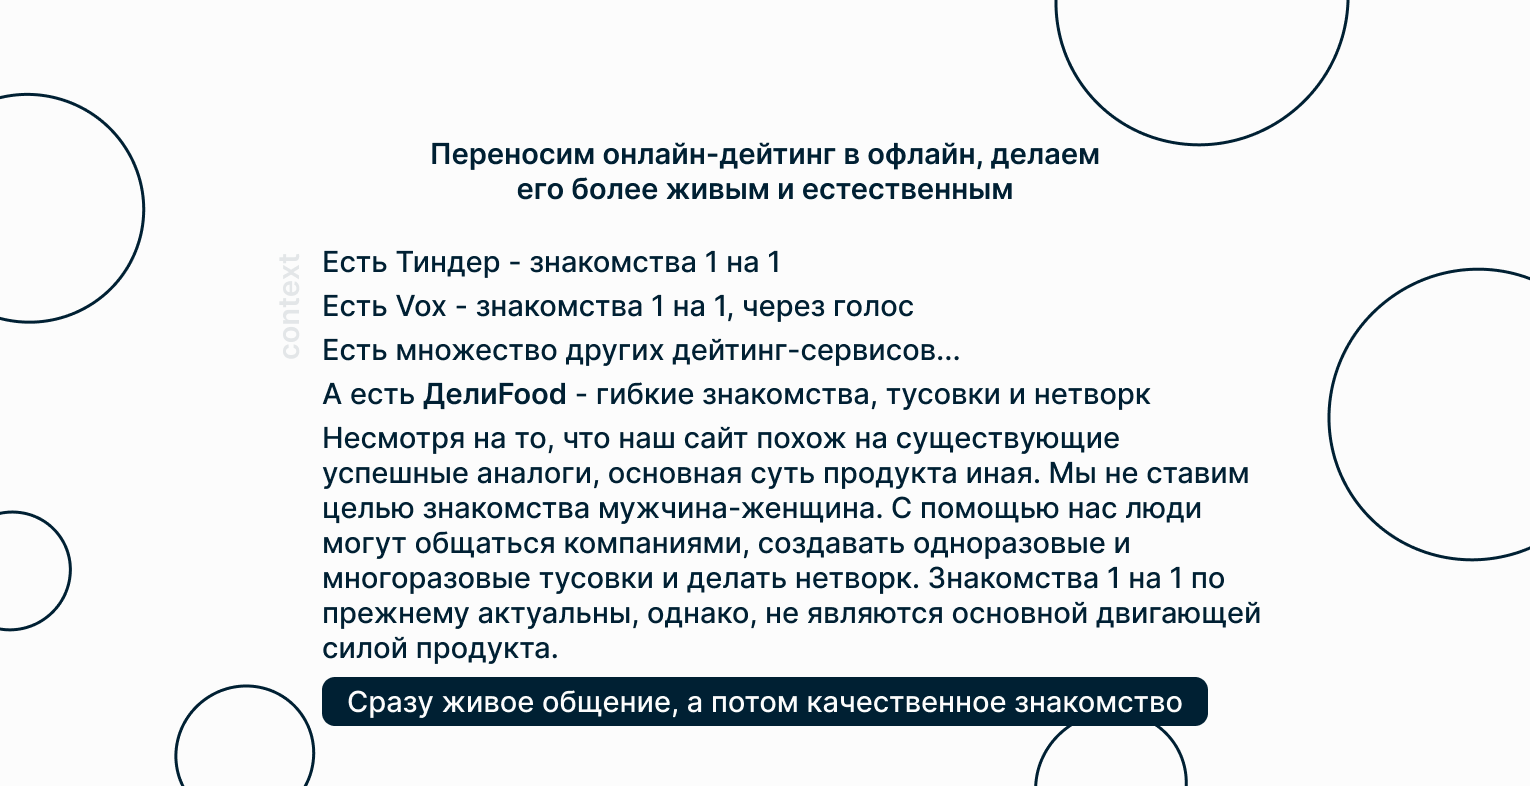 Переносим онлайн-дейтинг в офлайн, делаем
его более живым и естественным
context
Есть Тиндер - знакомства 1 на 1
Есть Vox - знакомства 1 на 1, через голос
Есть множество других дейтинг-сервисов...
А есть ДелиFood - гибкие знакомства, тусовки и нетворк
Несмотря на то, что наш сайт похож на существующие
успешные аналоги, основная суть продукта иная. Мы не ставим
целью знакомства мужчина-женщина. С помощью нас люди
могут общаться компаниями, создавать одноразовые и
многоразовые тусовки и делать нетворк. Знакомства 1 на 1 по
прежнему актуальны, однако, не являются основной двигающей
силой продукта.
Сразу живое общение, а потом качественное знакомство